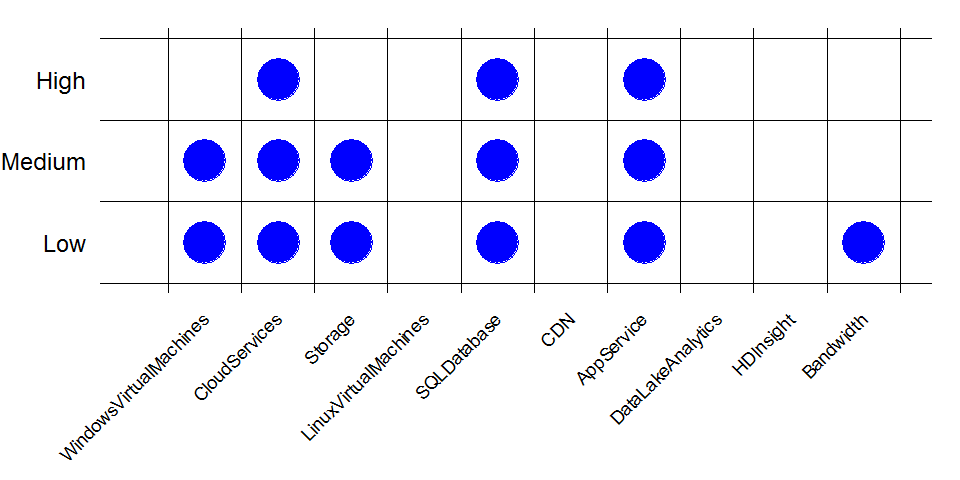 High
Medium
Low
WindowsVirtualMachines
CloudServices
Storage
LinuxVirtualMachines
SQLDatabase
CDN
AppService
DataLakeAnalytics
HDInsight
Bandwidth